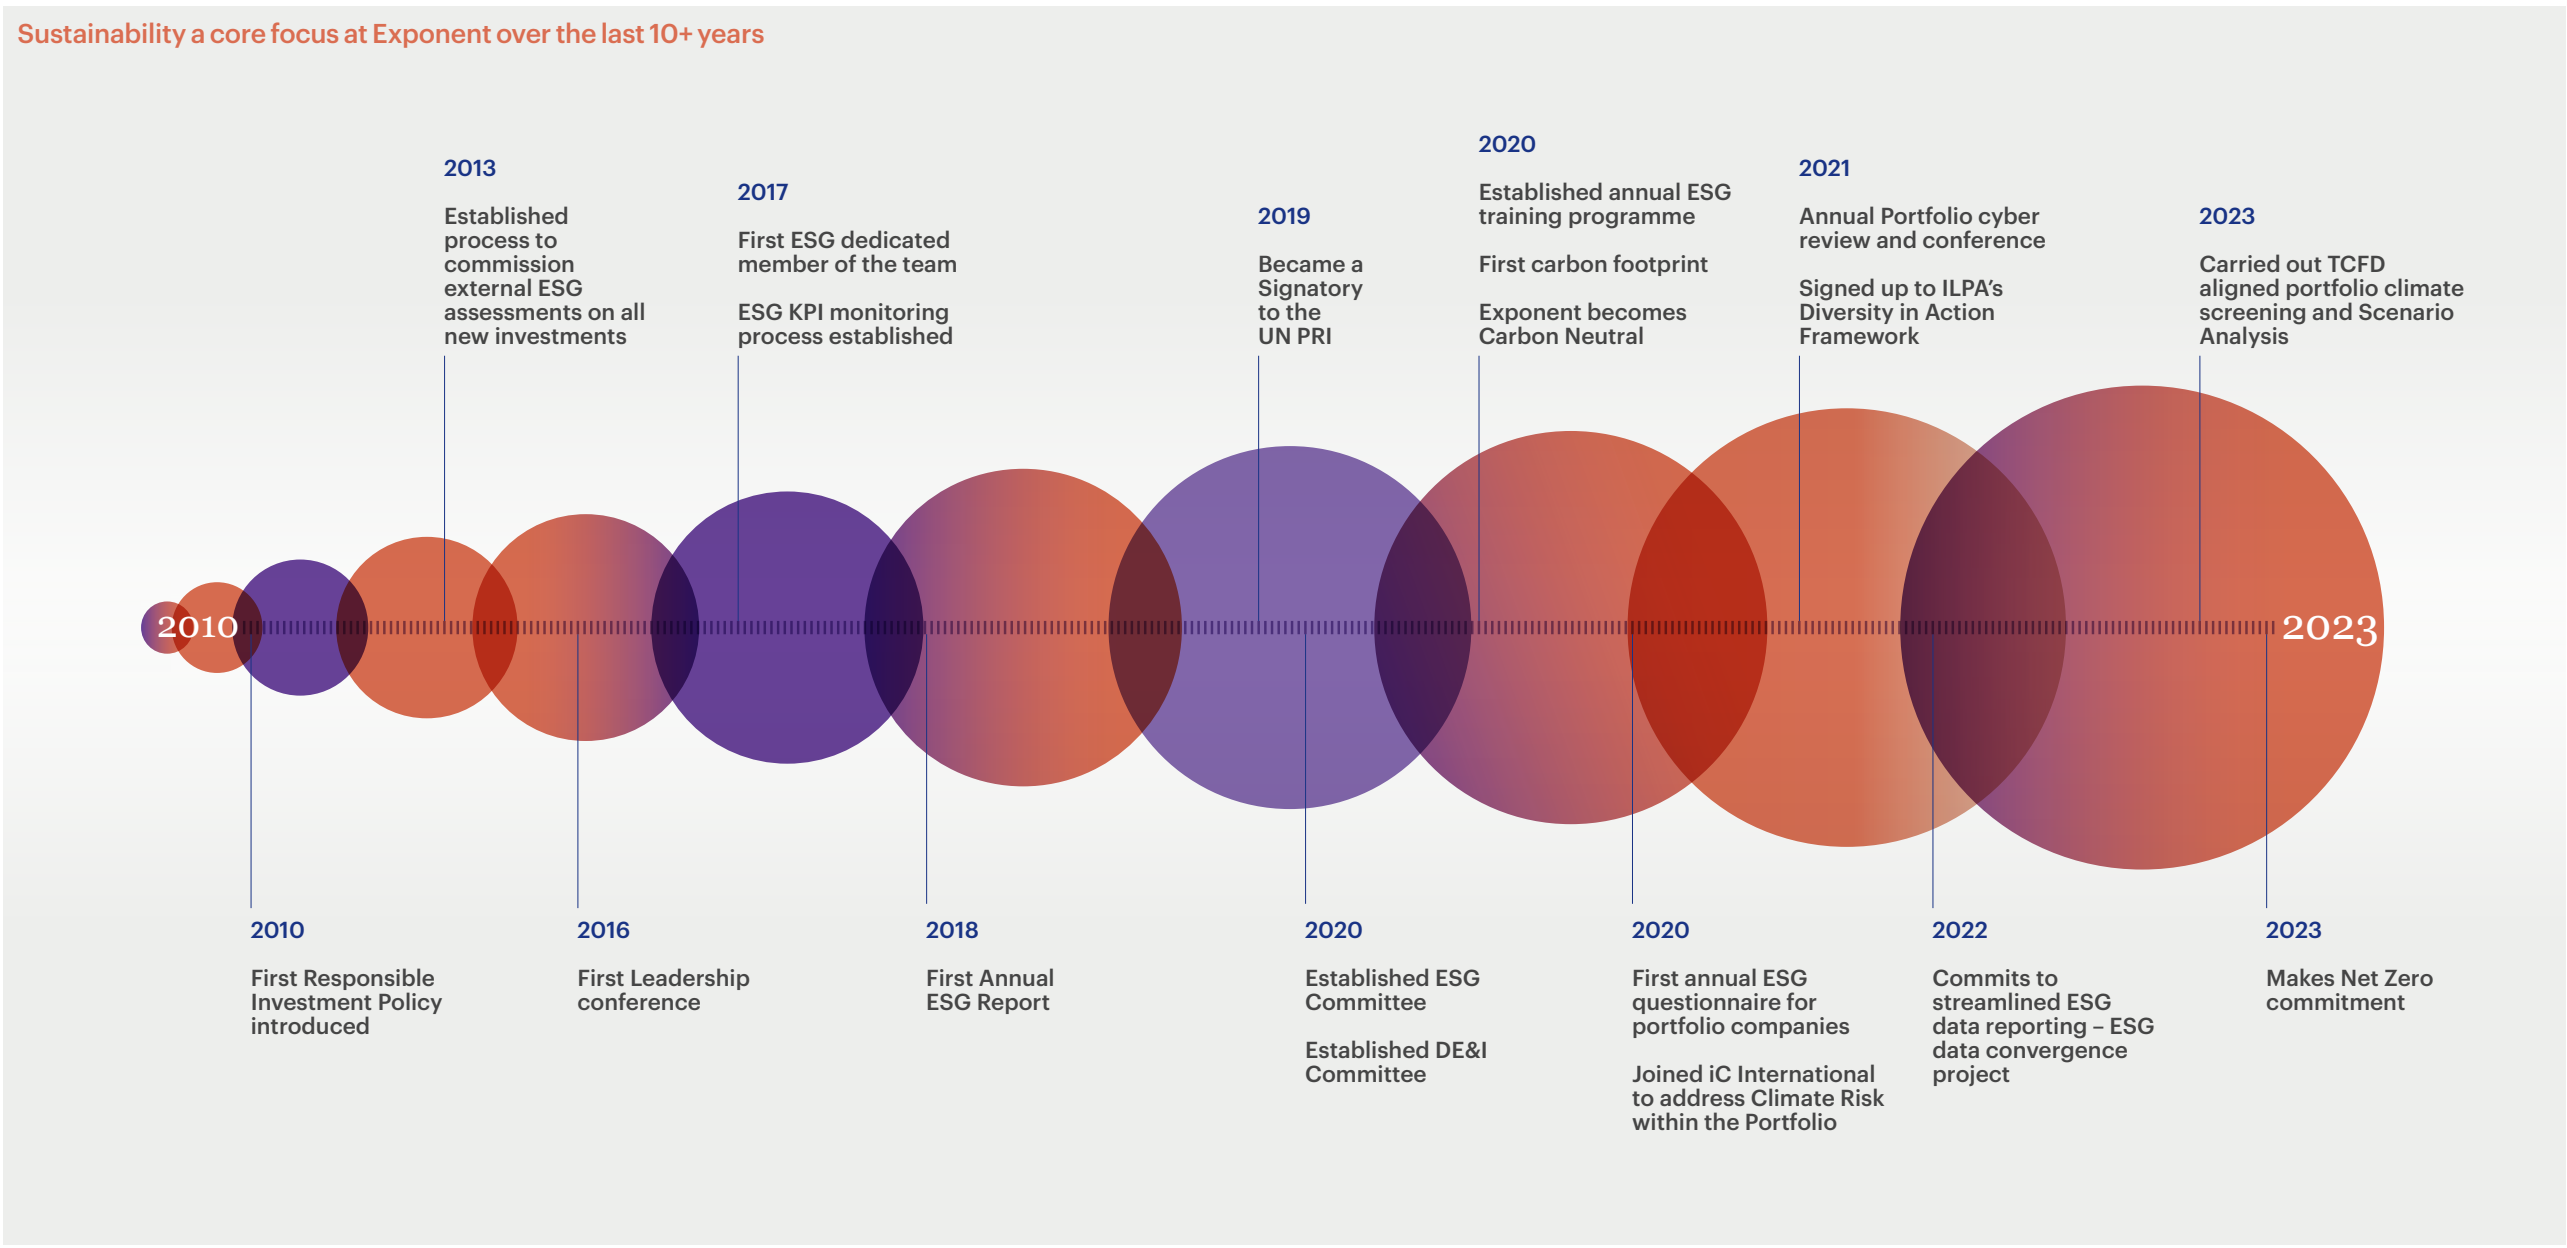 Sustainability a core focus at Exponent over the last 10+ years
2013
Established
process to
commission
external ESG
assessments on all
new investments
2017
First ESG dedicated
member of the team
ESG KPI monitoring
process established
2019
Became a
Signatory
to the
UN PRI
2020
Established annual ESG
training programme
First carbon footprint
Exponent becomes
Carbon Neutral
2021
Annual Portfolio cyber
review and conference
Signed up to ILPA’s
Diversity in Action
Framework
2023
Carried out TCFD
aligned portfolio climate
screening and Scenario
Analysis
2010
2023
2010
First Responsible
Investment Policy
introduced
2016
First Leadership
conference
2018
First Annual
ESG Report
2020
Established ESG
Committee
Established DE&I
Committee
2020
First annual ESG
questionnaire for
portfolio companies
Joined iC International
to address Climate Risk
within the Portfolio
2022
Commits to
streamlined ESG
data reporting – ESG
data convergence
project
2023
Makes Net Zero
commitment